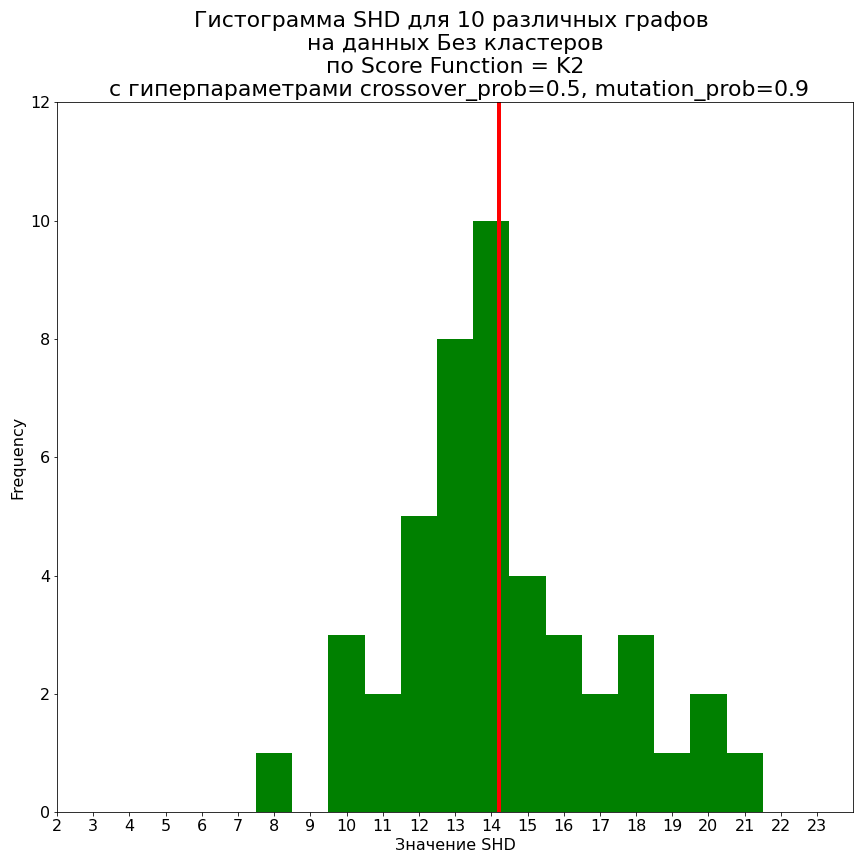 Гистограмма SHD для 10 различных графов
на данных Без кластеров
по Score Function = K2
с гиперпараметрами crossover_prob=0.5, mutation_prob=0.9
12
10
8
6
4
2
0
Frequency
2 3 4 5 6 7 8 9 10 11 12 13 14 15 16 17 18 19 20 21 22 23
Значение SHD